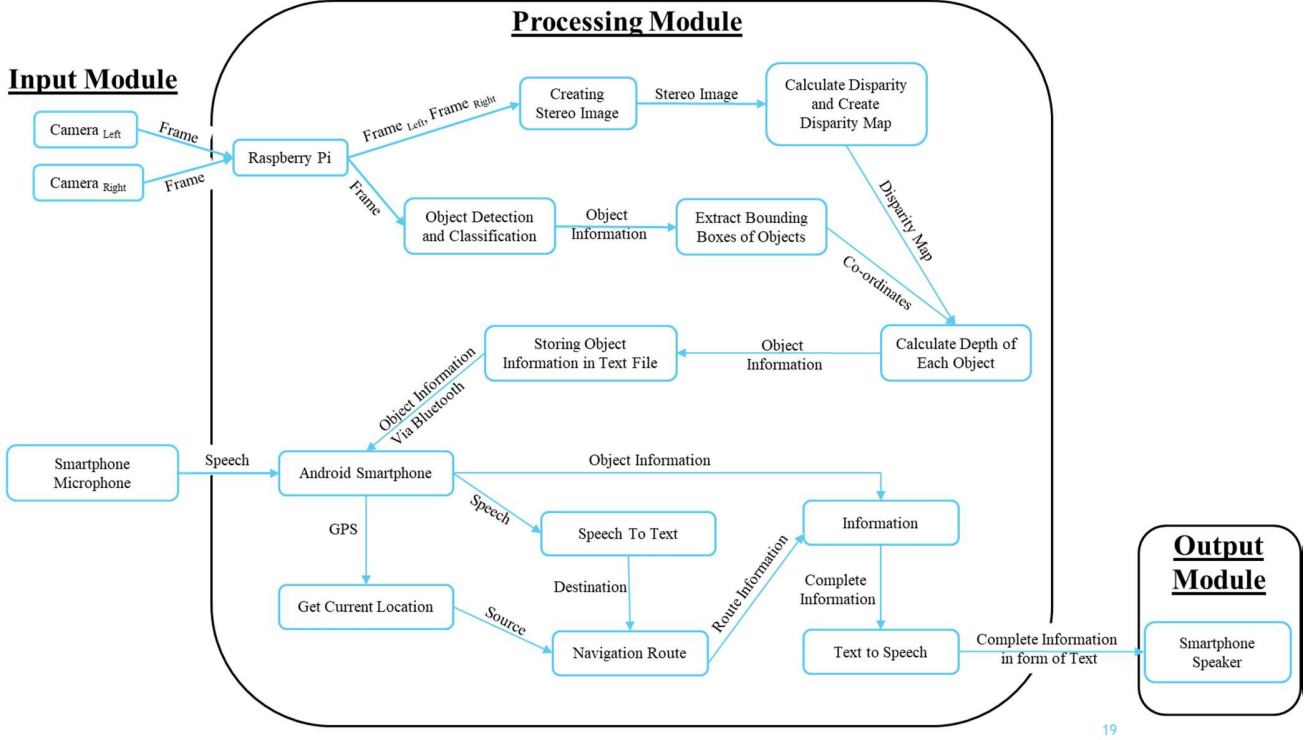 Processing Module
Input Module
Camera Left
Frame
Camera Right
Frame
Raspberry Pi
Frame Left, Frame Right
Creating
Stereo Image
Stereo Image
Calculate Disparity
and Create
Disparity Map
Frame
Object Detection
and Classification
Object
Information
Extract Bounding
Boxes of Objects
Disparity Map
Co-ordinates
Calculate Depth of
Each Object
Object
Information
Storing Object
Information in Text File
Object Information
Via Bluetooth
Smartphone
Microphone
Speech
Android Smartphone
Object Information
Speech
GPS
Speech To Text
Information
Destination
Get Current Location
Source
Navigation Route
Route Information
Complete
Information
Text to Speech
Complete Information
in form of Text
Output
Module
Smartphone
Speaker
19